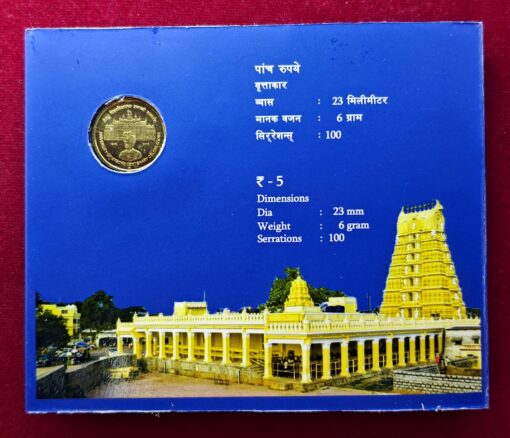 पांच रुपये
वृत्ताकार
व्यास : 23 मिलीमीटर
मानक वजन : 6 ग्राम
सिर्रेशन्स् : 100
₹ - 5
Dimensions
Dia : 23 mm
Weight : 6 gram
Serrations : 100